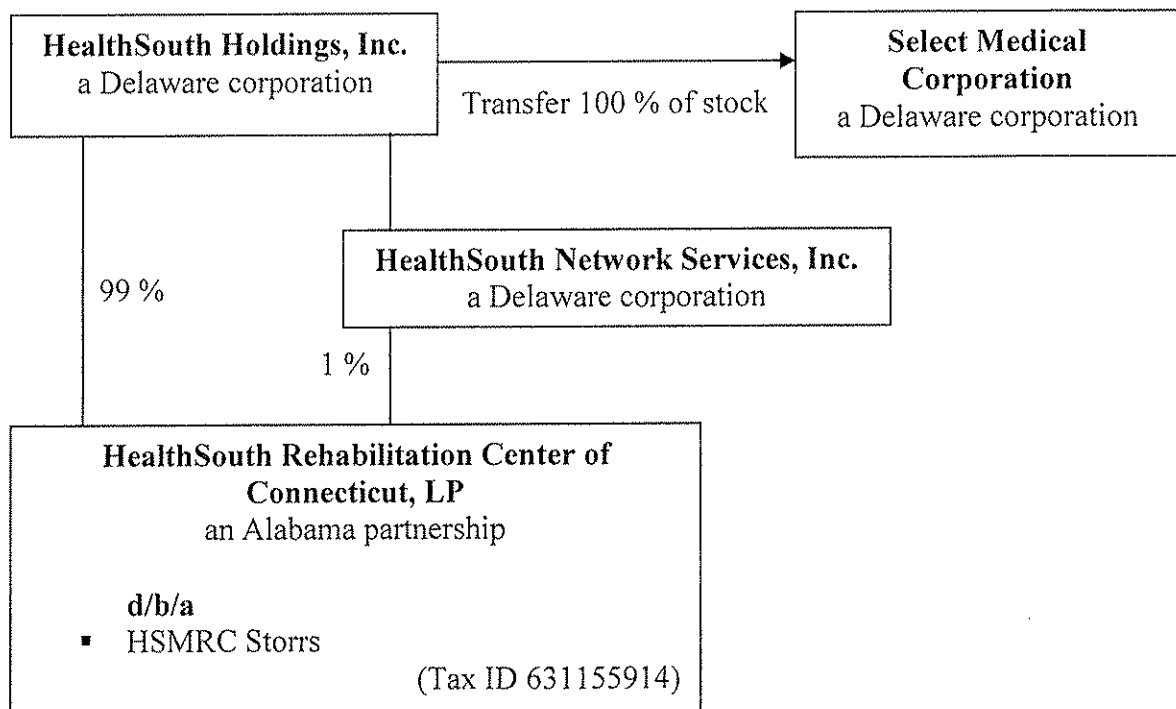 HealthSouth Holdings, Inc.
a Delaware corporation
Transfer 100 % of stock
Select Medical
Corporation
a Delaware corporation
99 %
HealthSouth Network Services, Inc.
a Delaware corporation
1 %
HealthSouth Rehabilitation Center of
Connecticut, LP
an Alabama partnership
d/b/a
▪ HSMRC Storrs
(Tax ID 631155914)